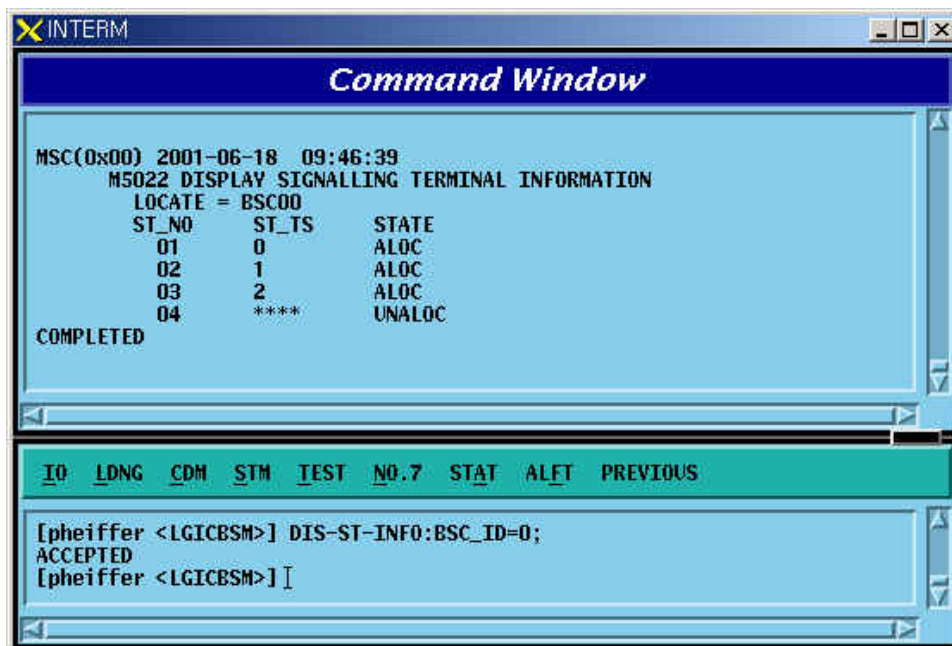 INTERM
Command Window
MSC(0x00) 2001-06-18 09:46:39
M5022 DISPLAY SIGNALLING TERMINAL INFORMATION
LOCATE = BSC00
ST_NO ST_TS STATE
01 0 ALOC
02 1 ALOC
03 2 ALOC
04 **** UNALOC
COMPLETED
IO LDNG CDM STM TEST NO.7 STAT ALFT PREVIOUS
[pheiffer <LGICBSM>] DIS-ST-INFO:BSC_ID=0;
ACCEPTED
[pheiffer <LGICBSM>]